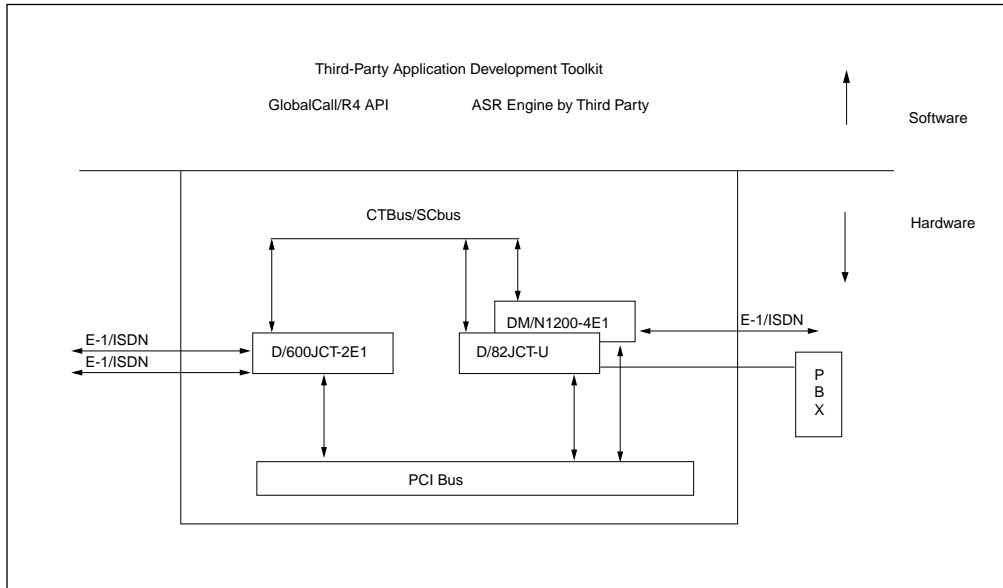 Third-Party Application Development Toolkit
GlobalCall/R4 API
ASR Engine by Third Party
Software
Hardware
CTBus/SCbus
DM/N1200-4E1
E-1/ISDN
E-1/ISDN
D/600JCT-2E1
D/82JCT-U
E-1/ISDN
P
B
X
PCI Bus